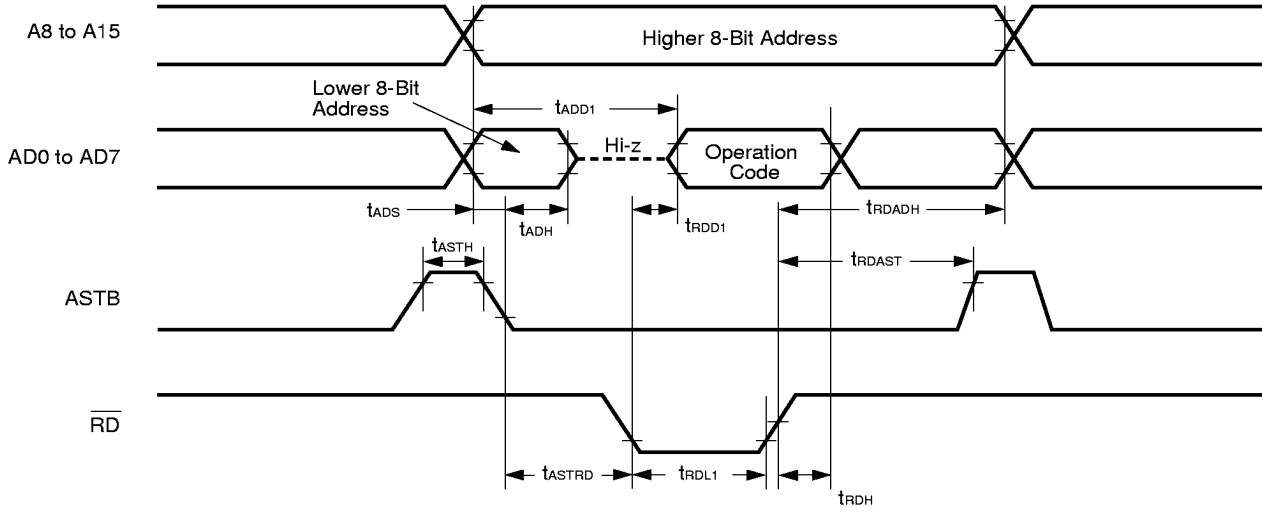 A8 to A15
Higher 8-Bit Address
Lower 8-Bit
Address
tADD1
AD0 to AD7
Hi-z
Operation
Code
tADS
tADH
tRDD1
tRDADH
tASTH
tRDAST
ASTB
RD
tASTRD
tRDL1
tRDH